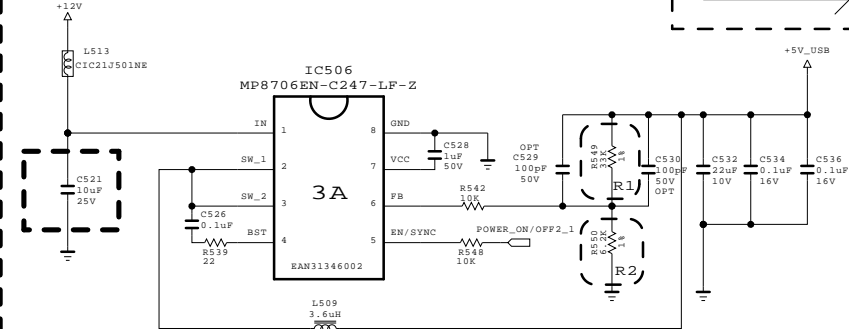 +12V
L513
CIC21J501NE
C521
10uF
25V
IC506
MP8706EN-C247-LF-Z
IN
1
SW_1
2
SW_2
3
BST
4
3A
EAN31346002
8
GND
7
VCC
6
FB
5
EN/SYNC
C526
0.1uF
R539
22
L509
3.6uH
C528
1uF
50V
R542
10K
R548
10K
POWER_ON/OFF2_1
OPT
C529
100pF
50V
R549
33K
1%
R1
C530
100pF
50V
OPT
R550
6.2K
1%
R2
C532
22uF
10V
C534
0.1uF
16V
+5V_USB
C536
0.1uF
16V